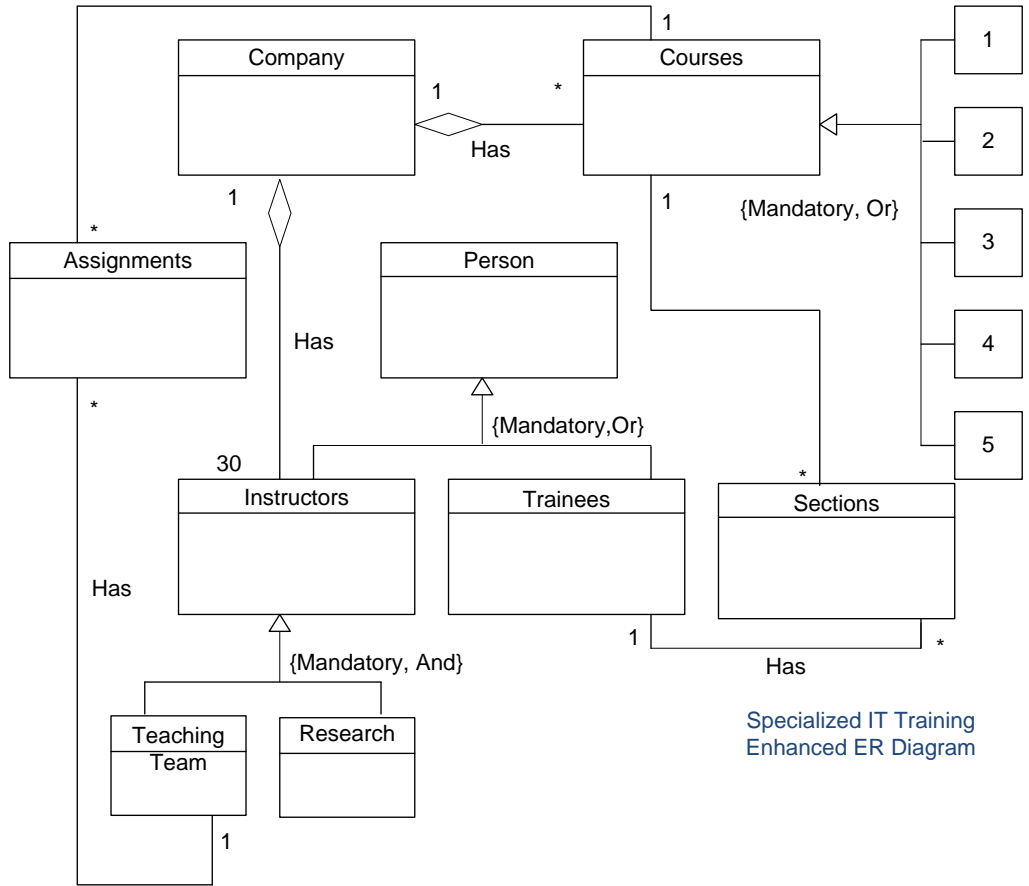 1
1
Company
Courses
1
*
2
Has
1
1
{Mandatory, Or}
*
3
Assignments
Person
Has
4
*
{Mandatory,Or}
5
30
*
Instructors
Trainees
Sections
Has
1
*
{Mandatory, And}
Has
Specialized IT Training
Enhanced ER Diagram
Teaching
Team
Research
1